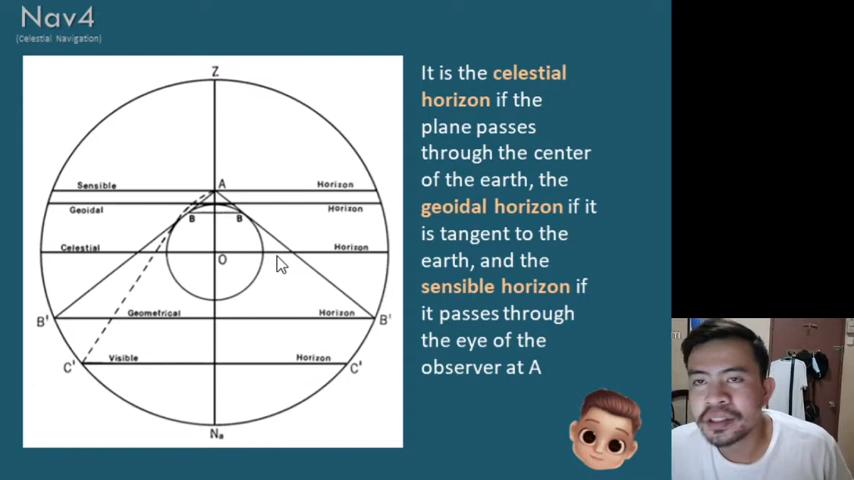 Nav4
(Celestial Navigation)
Z
A
Sensible Horizon
Geoidal Horizon
B B
Celestial Horizon
O
B' Geometrical Horizon B'
C' Visible Horizon C'
Na
It is the celestial
horizon if the
plane passes
through the center
of the earth, the
geoidal horizon if it
is tangent to the
earth, and the
sensible horizon if
it passes through
the eye of the
observer at A